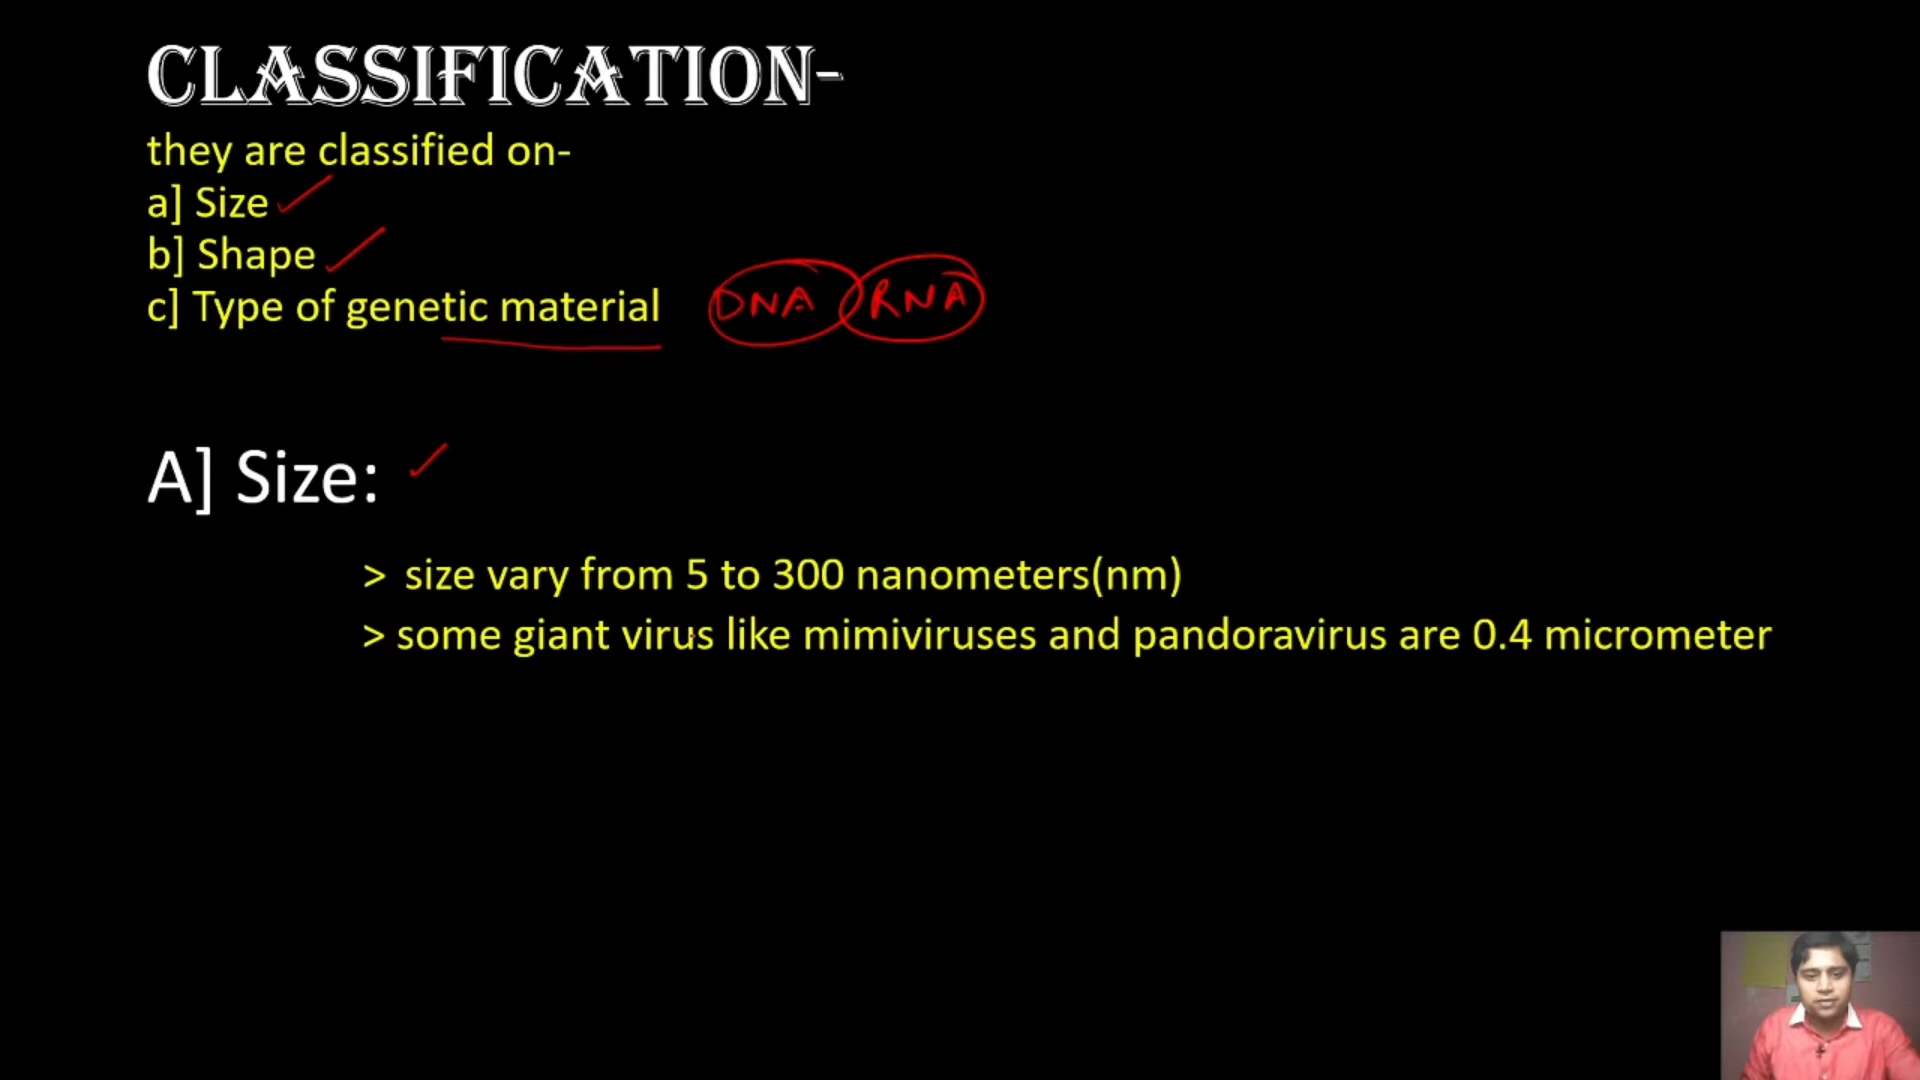 CLASSIFICATION-
they are classified on-
a] Size
b] Shape
c] Type of genetic material DNA RNA
A] Size:
> size vary from 5 to 300 nanometers(nm)
> some giant virus like mimiviruses and pandoravirus are 0.4 micrometer